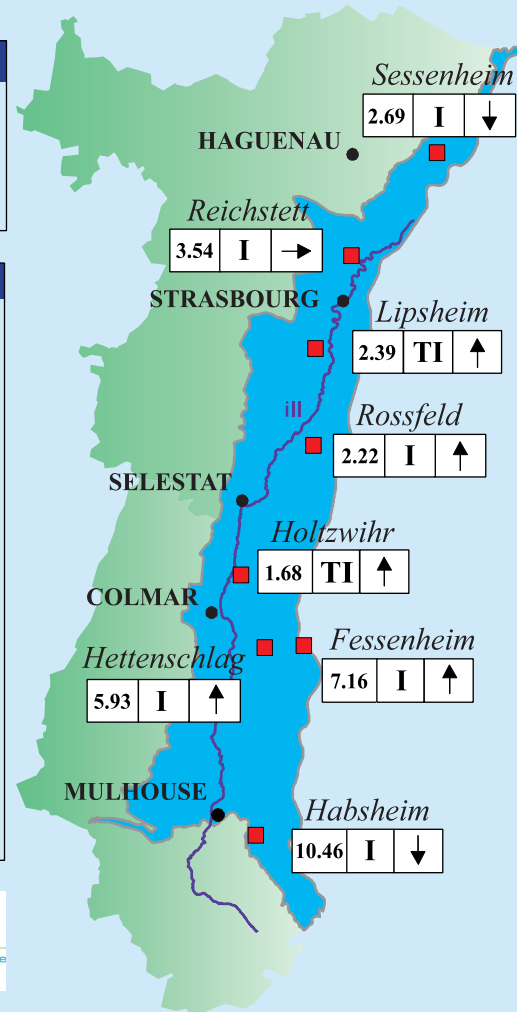 Sessenheim
2.69 I ↓
HAGUENAU
Reichstett
3.54 I →
STRASBOURG
Lipsheim
2.39 TI ↑
ill
Rossfeld
2.22 I ↑
SELESTAT
Holtzwihr
1.68 TI ↑
COLMAR
Hettenschlag
5.93 I ↑
Fessenheim
7.16 I ↑
MULHOUSE
Habsheim
10.46 I ↓
e